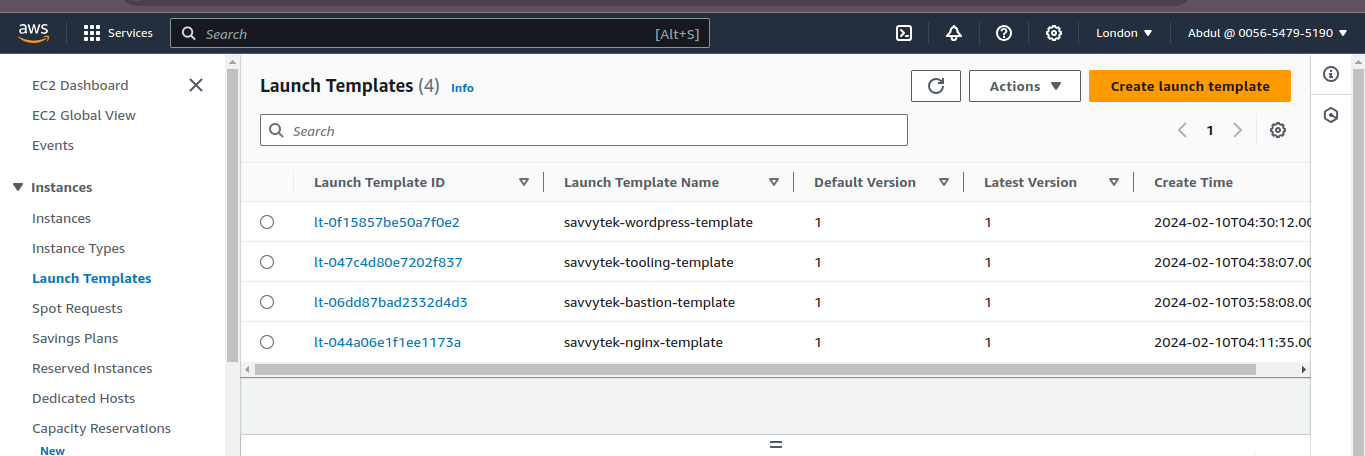 aws Services Search [Alt+S] London Abdul @ 0056-5479-5190
EC2 Dashboard
EC2 Global View
Events
Instances
Instances
Instance Types
Launch Templates
Spot Requests
Savings Plans
Reserved Instances
Dedicated Hosts
Capacity Reservations
New
Launch Templates (4) Info Actions Create launch template
Search 1
Launch Template ID Launch Template Name Default Version Latest Version Create Time
lt-0f15857be50a7f0e2 savvytek-wordpress-template 1 1 2024-02-10T04:30:12.00
lt-047c4d80e7202f837 savvytek-tooling-template 1 1 2024-02-10T04:38:07.00
lt-06dd87bad2332d4d3 savvytek-bastion-template 1 1 2024-02-10T03:58:08.00
lt-044a06e1f1ee1173a savvytek-nginx-template 1 1 2024-02-10T04:11:35.00